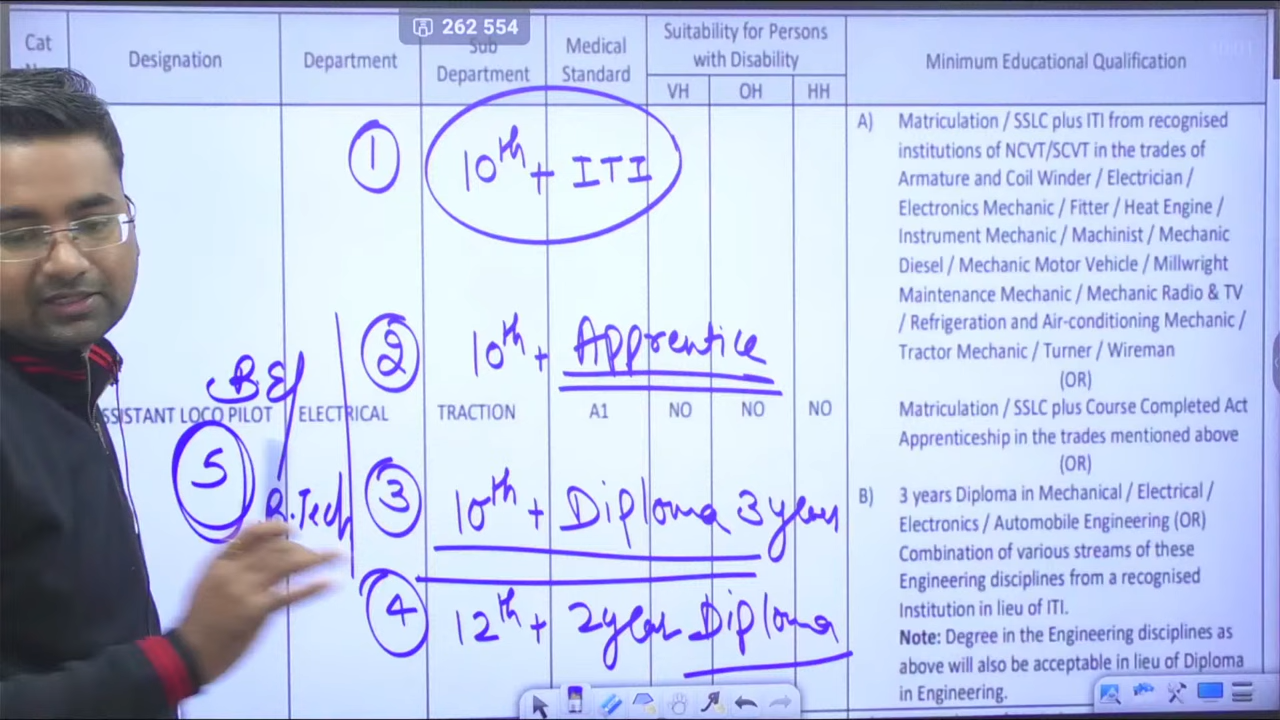 262 554
Cat
Designation
Department
Sub
Department
Medical
Standard
Suitability for Persons
with Disability
VH
OH
HH
Minimum Educational Qualification
① 10th + ITI
② 10th + Apprentice
③ 10th + Diploma 3 years
④ 12th + 2 years Diploma
BE/
5
B.Tech
SSISTANT LOCO PILOT
ELECTRICAL
TRACTION
A1
NO
NO
NO
A) Matriculation / SSLC plus ITI from recognised
institutions of NCVT/SCVT in the trades of
Armature and Coil Winder / Electrician /
Electronics Mechanic / Fitter / Heat Engine /
Instrument Mechanic / Machinist / Mechanic
Diesel / Mechanic Motor Vehicle / Millwright
Maintenance Mechanic / Mechanic Radio & TV
/ Refrigeration and Air-conditioning Mechanic /
Tractor Mechanic / Turner / Wireman
(OR)
Matriculation / SSLC plus Course Completed Act
Apprenticeship in the trades mentioned above
(OR)
B) 3 years Diploma in Mechanical / Electrical /
Electronics / Automobile Engineering (OR)
Combination of various streams of these
Engineering disciplines from a recognised
Institution in lieu of ITI.
Note: Degree in the Engineering disciplines as
above will also be acceptable in lieu of Diploma
in Engineering.